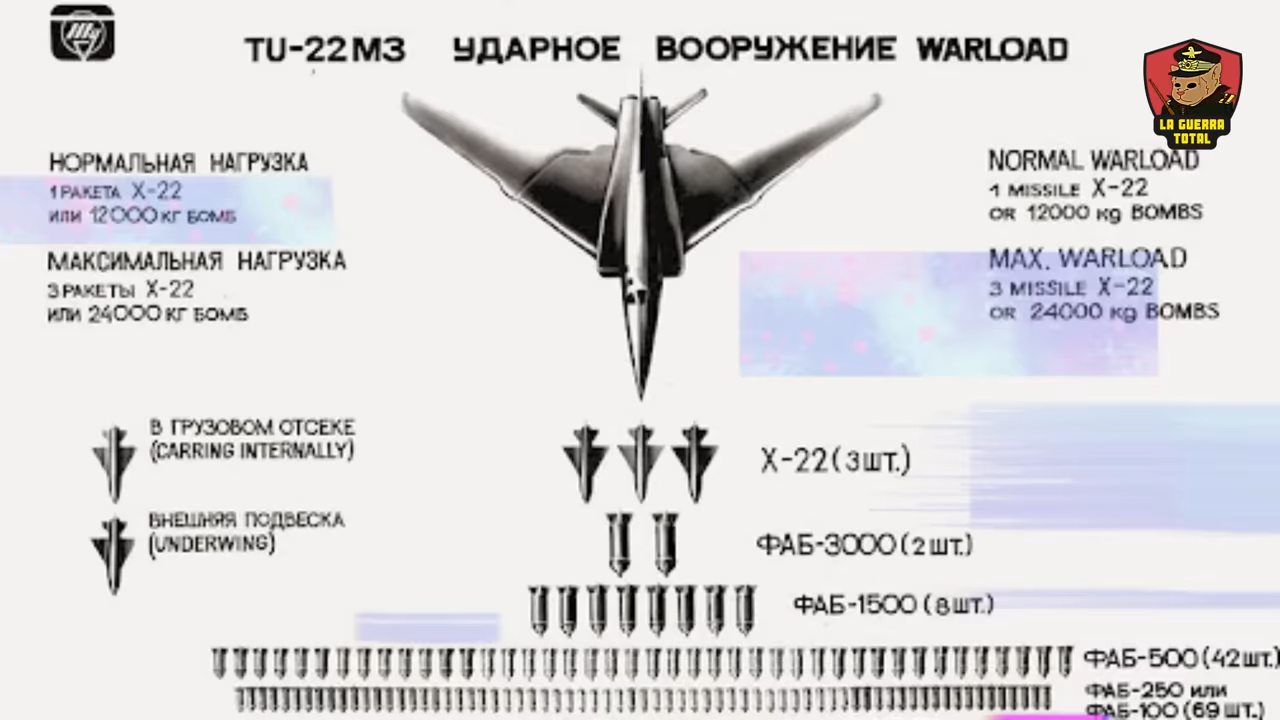 Ту
TU-22M3 УДАРНОЕ ВООРУЖЕНИЕ WARLOAD
LA GUERRA
TOTAL
НОРМАЛЬНАЯ НАГРУЗКА
1 РАКЕТА Х-22
ИЛИ 12000 КГ БОМБ
МАКСИМАЛЬНАЯ НАГРУЗКА
3 РАКЕТЫ Х-22
ИЛИ 24000 КГ БОМБ
NORMAL WARLOAD
1 MISSILE X-22
OR 12000 kg BOMBS
MAX. WARLOAD
3 MISSILE X-22
OR 24000 kg BOMBS
В ГРУЗОВОМ ОТСЕКЕ
(CARRING INTERNALLY)
ВНЕШНЯЯ ПОДВЕСКА
(UNDERWING)
Х-22 (3 шт.)
ФАБ-3000 (2 шт.)
ФАБ-1500 (8 шт.)
ФАБ-500 (42 шт.)
ФАБ-250 или
ФАБ-100 (69 шт.)